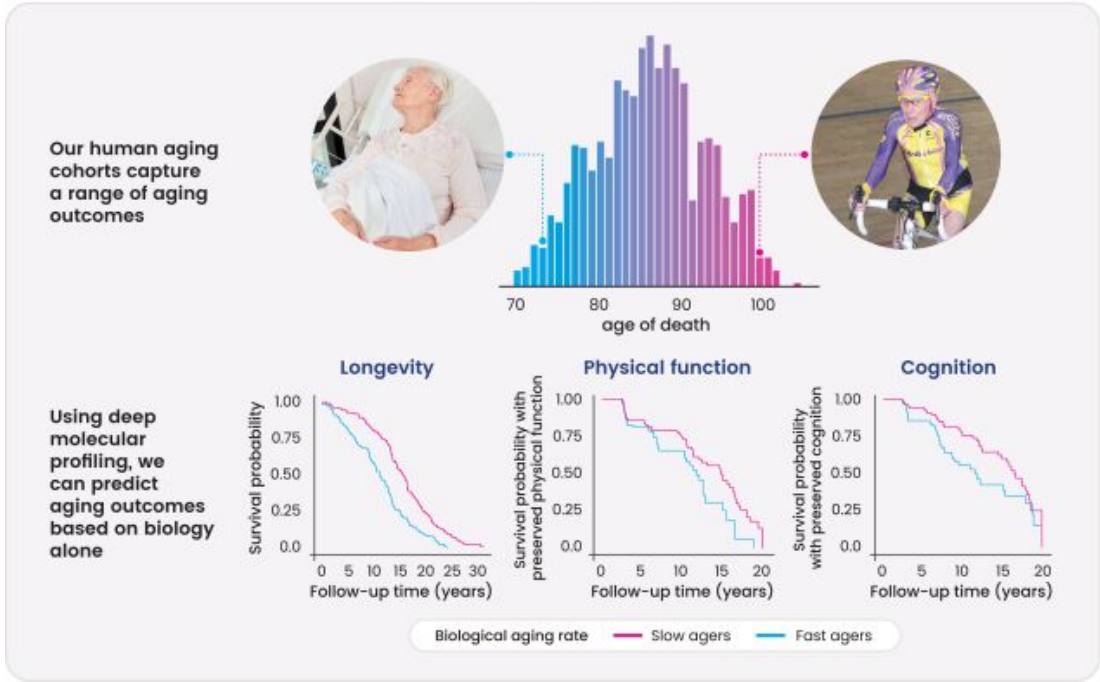 Our human aging
cohorts capture
a range of aging
outcomes
70
80
90
100
age of death
Using deep
molecular
profiling, we
can predict
aging outcomes
based on biology
alone
Longevity
Survival probability
1.00
0.75
0.50
0.25
0.0
0 5 10 15 20 25 30
Follow-up time (years)
Physical function
Survival probability with
preserved physical function
1.00
0.75
0.50
0.25
0.0
0 5 10 15 20
Follow-up time (years)
Cognition
Survival probability
with preserved cognition
1.00
0.75
0.50
0.25
0.0
0 5 10 15 20
Follow-up time (years)
Biological aging rate
Slow agers
Fast agers